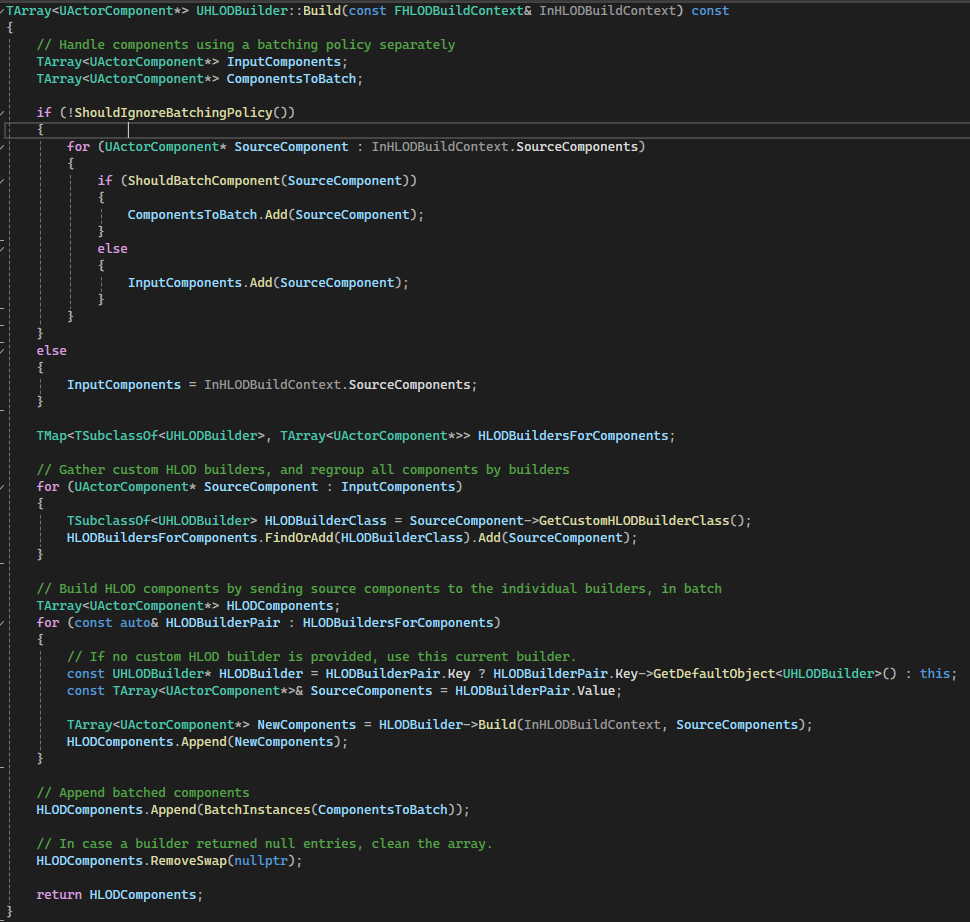 TArray<UActorComponent*> UHLODBuilder::Build(const FHLODBuildContext& InHLODBuildContext) const
{
    // Handle components using a batching policy separately
    TArray<UActorComponent*> InputComponents;
    TArray<UActorComponent*> ComponentsToBatch;

    if (!ShouldIgnoreBatchingPolicy())
    {
        for (UActorComponent* SourceComponent : InHLODBuildContext.SourceComponents)
        {
            if (ShouldBatchComponent(SourceComponent))
            {
                ComponentsToBatch.Add(SourceComponent);
            }
            else
            {
                InputComponents.Add(SourceComponent);
            }
        }
    }
    else
    {
        InputComponents = InHLODBuildContext.SourceComponents;
    }

    TMap<TSubclassOf<UHLODBuilder>, TArray<UActorComponent*>> HLODBuildersForComponents;

    // Gather custom HLOD builders, and regroup all components by builders
    for (UActorComponent* SourceComponent : InputComponents)
    {
        TSubclassOf<UHLODBuilder> HLODBuilderClass = SourceComponent->GetCustomHLODBuilderClass();
        HLODBuildersForComponents.FindOrAdd(HLODBuilderClass).Add(SourceComponent);
    }

    // Build HLOD components by sending source components to the individual builders, in batch
    TArray<UActorComponent*> HLODComponents;
    for (const auto& HLODBuilderPair : HLODBuildersForComponents)
    {
        // If no custom HLOD builder is provided, use this current builder.
        const UHLODBuilder* HLODBuilder = HLODBuilderPair.Key ? HLODBuilderPair.Key->GetDefaultObject<UHLODBuilder>() : this;
        const TArray<UActorComponent*>& SourceComponents = HLODBuilderPair.Value;

        TArray<UActorComponent*> NewComponents = HLODBuilder->Build(InHLODBuildContext, SourceComponents);
        HLODComponents.Append(NewComponents);
    }

    // Append batched components
    HLODComponents.Append(BatchInstances(ComponentsToBatch));

    // In case a builder returned null entries, clean the array.
    HLODComponents.RemoveSwap(nullptr);

    return HLODComponents;
}